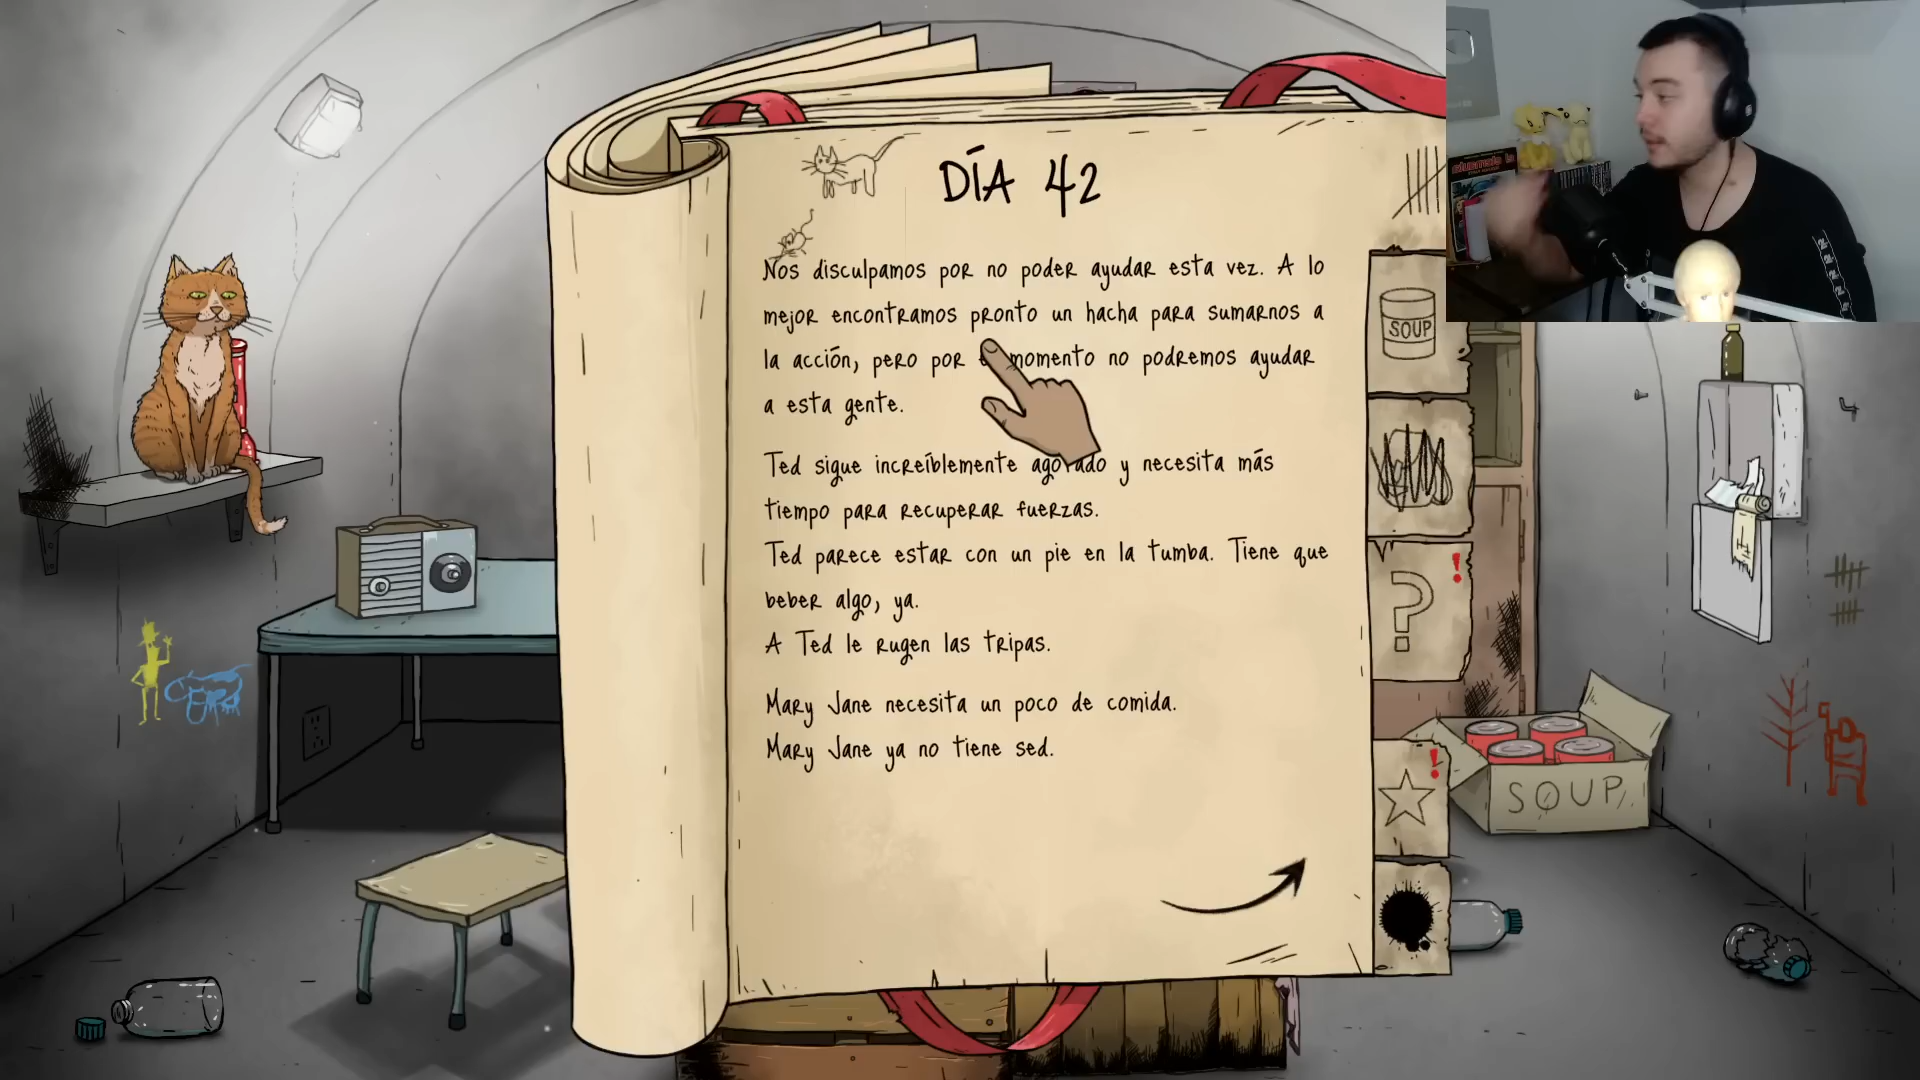 DÍA 42
Nos disculpamos por no poder ayudar esta vez. A lo
mejor encontramos pronto un hacha para sumarnos a
la acción, pero por momento no podremos ayudar
a esta gente.
Ted sigue increíblemente agotado y necesita más
tiempo para recuperar fuerzas.
Ted parece estar con un pie en la tumba. Tiene que
beber algo, ya.
A Ted le rugen las tripas.
Mary Jane necesita un poco de comida.
Mary Jane ya no tiene sed.
SOUP
?
!
!
SOUP